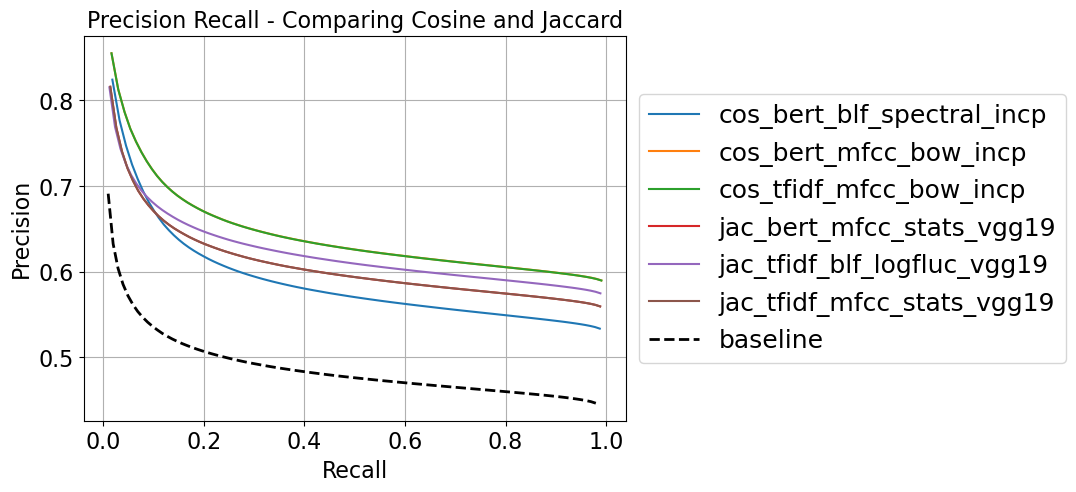 Precision Recall - Comparing Cosine and Jaccard
Precision
0.8
0.7
0.6
0.5
0.0 0.2 0.4 0.6 0.8 1.0
Recall
cos_bert_blf_spectral_incp
cos_bert_mfcc_bow_incp
cos_tfidf_mfcc_bow_incp
jac_bert_mfcc_stats_vgg19
jac_tfidf_blf_logfluc_vgg19
jac_tfidf_mfcc_stats_vgg19
baseline